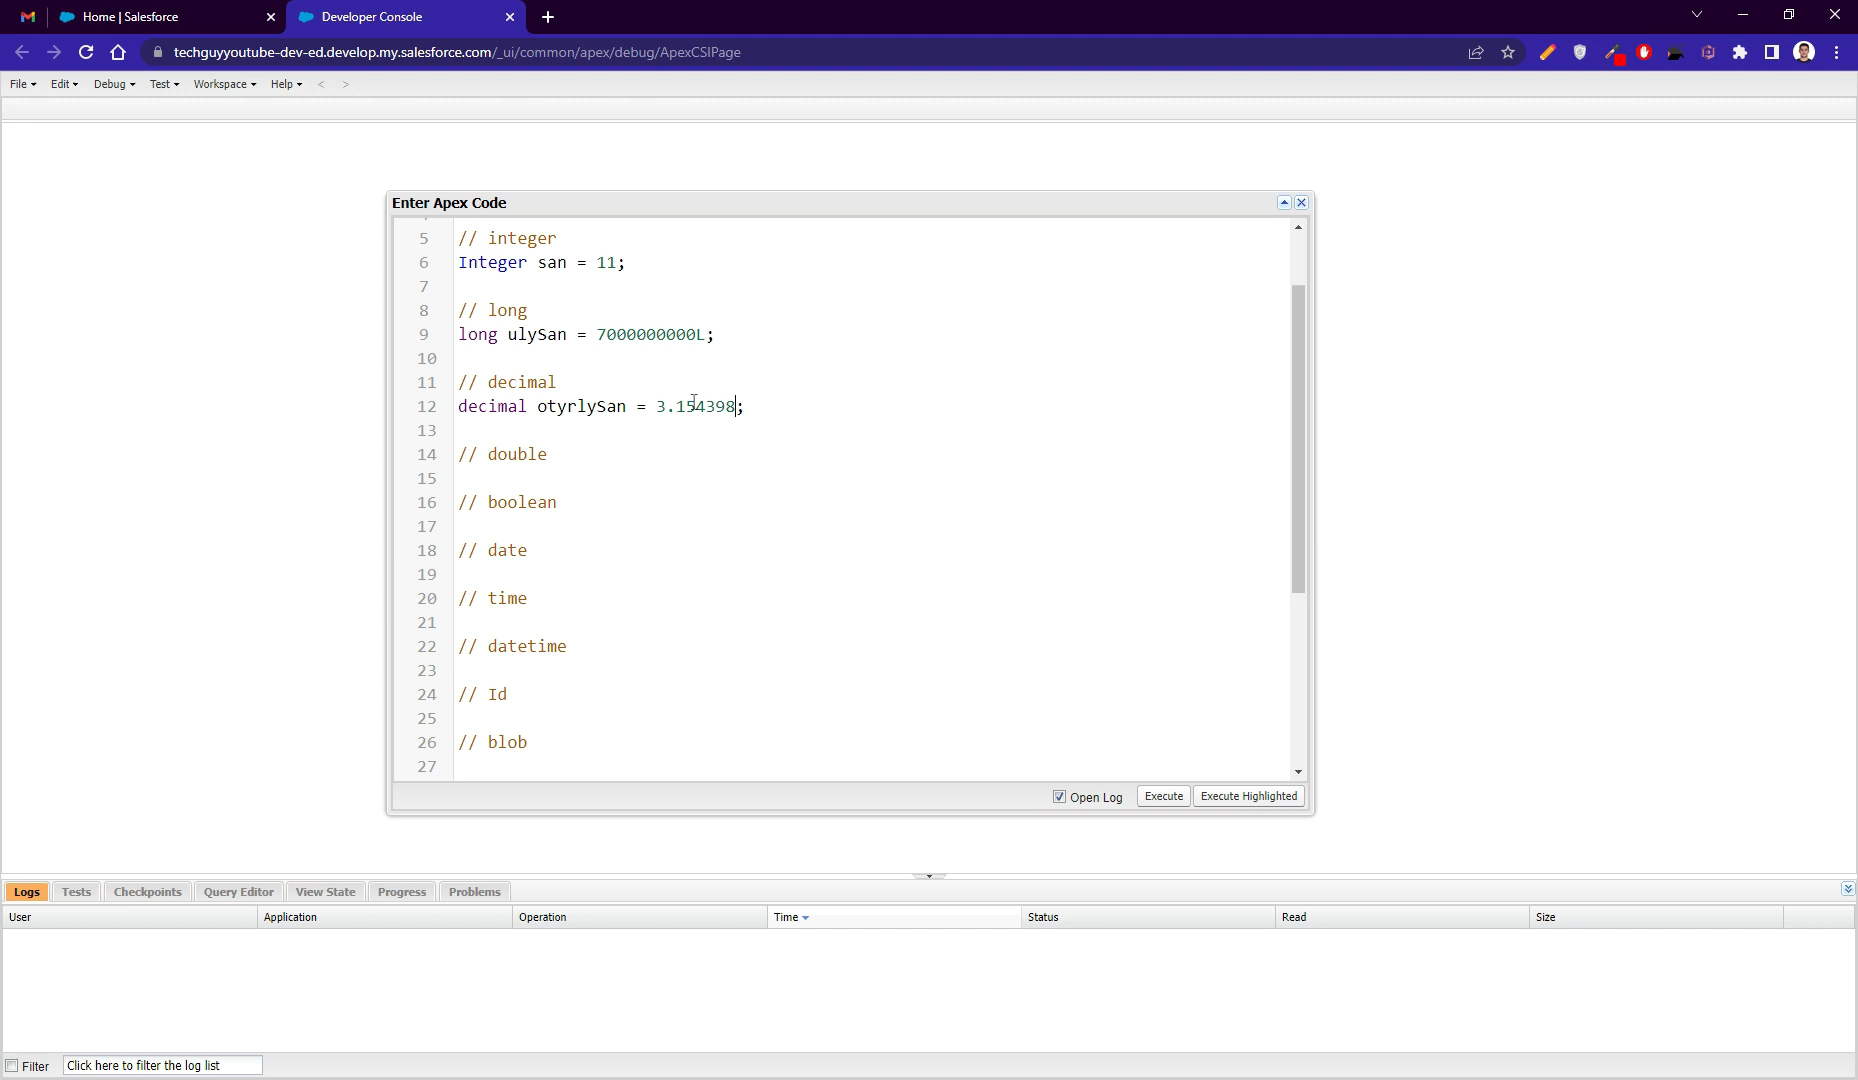 Home | Salesforce
Developer Console
techguyyoutube-dev-ed.develop.my.salesforce.com/_ui/common/apex/debug/ApexCSIPage
File Edit Debug Test Workspace Help < >
Enter Apex Code
5 // integer
6 Integer san = 11;
7
8 // long
9 long ulySan = 7000000000L;
10
11 // decimal
12 decimal otyrlySan = 3.154398;
13
14 // double
15
16 // boolean
17
18 // date
19
20 // time
21
22 // datetime
23
24 // Id
25
26 // blob
27
Open Log Execute Execute Highlighted
Logs Tests Checkpoints Query Editor View State Progress Problems
User Application Operation Time Status Read Size
Filter Click here to filter the log list